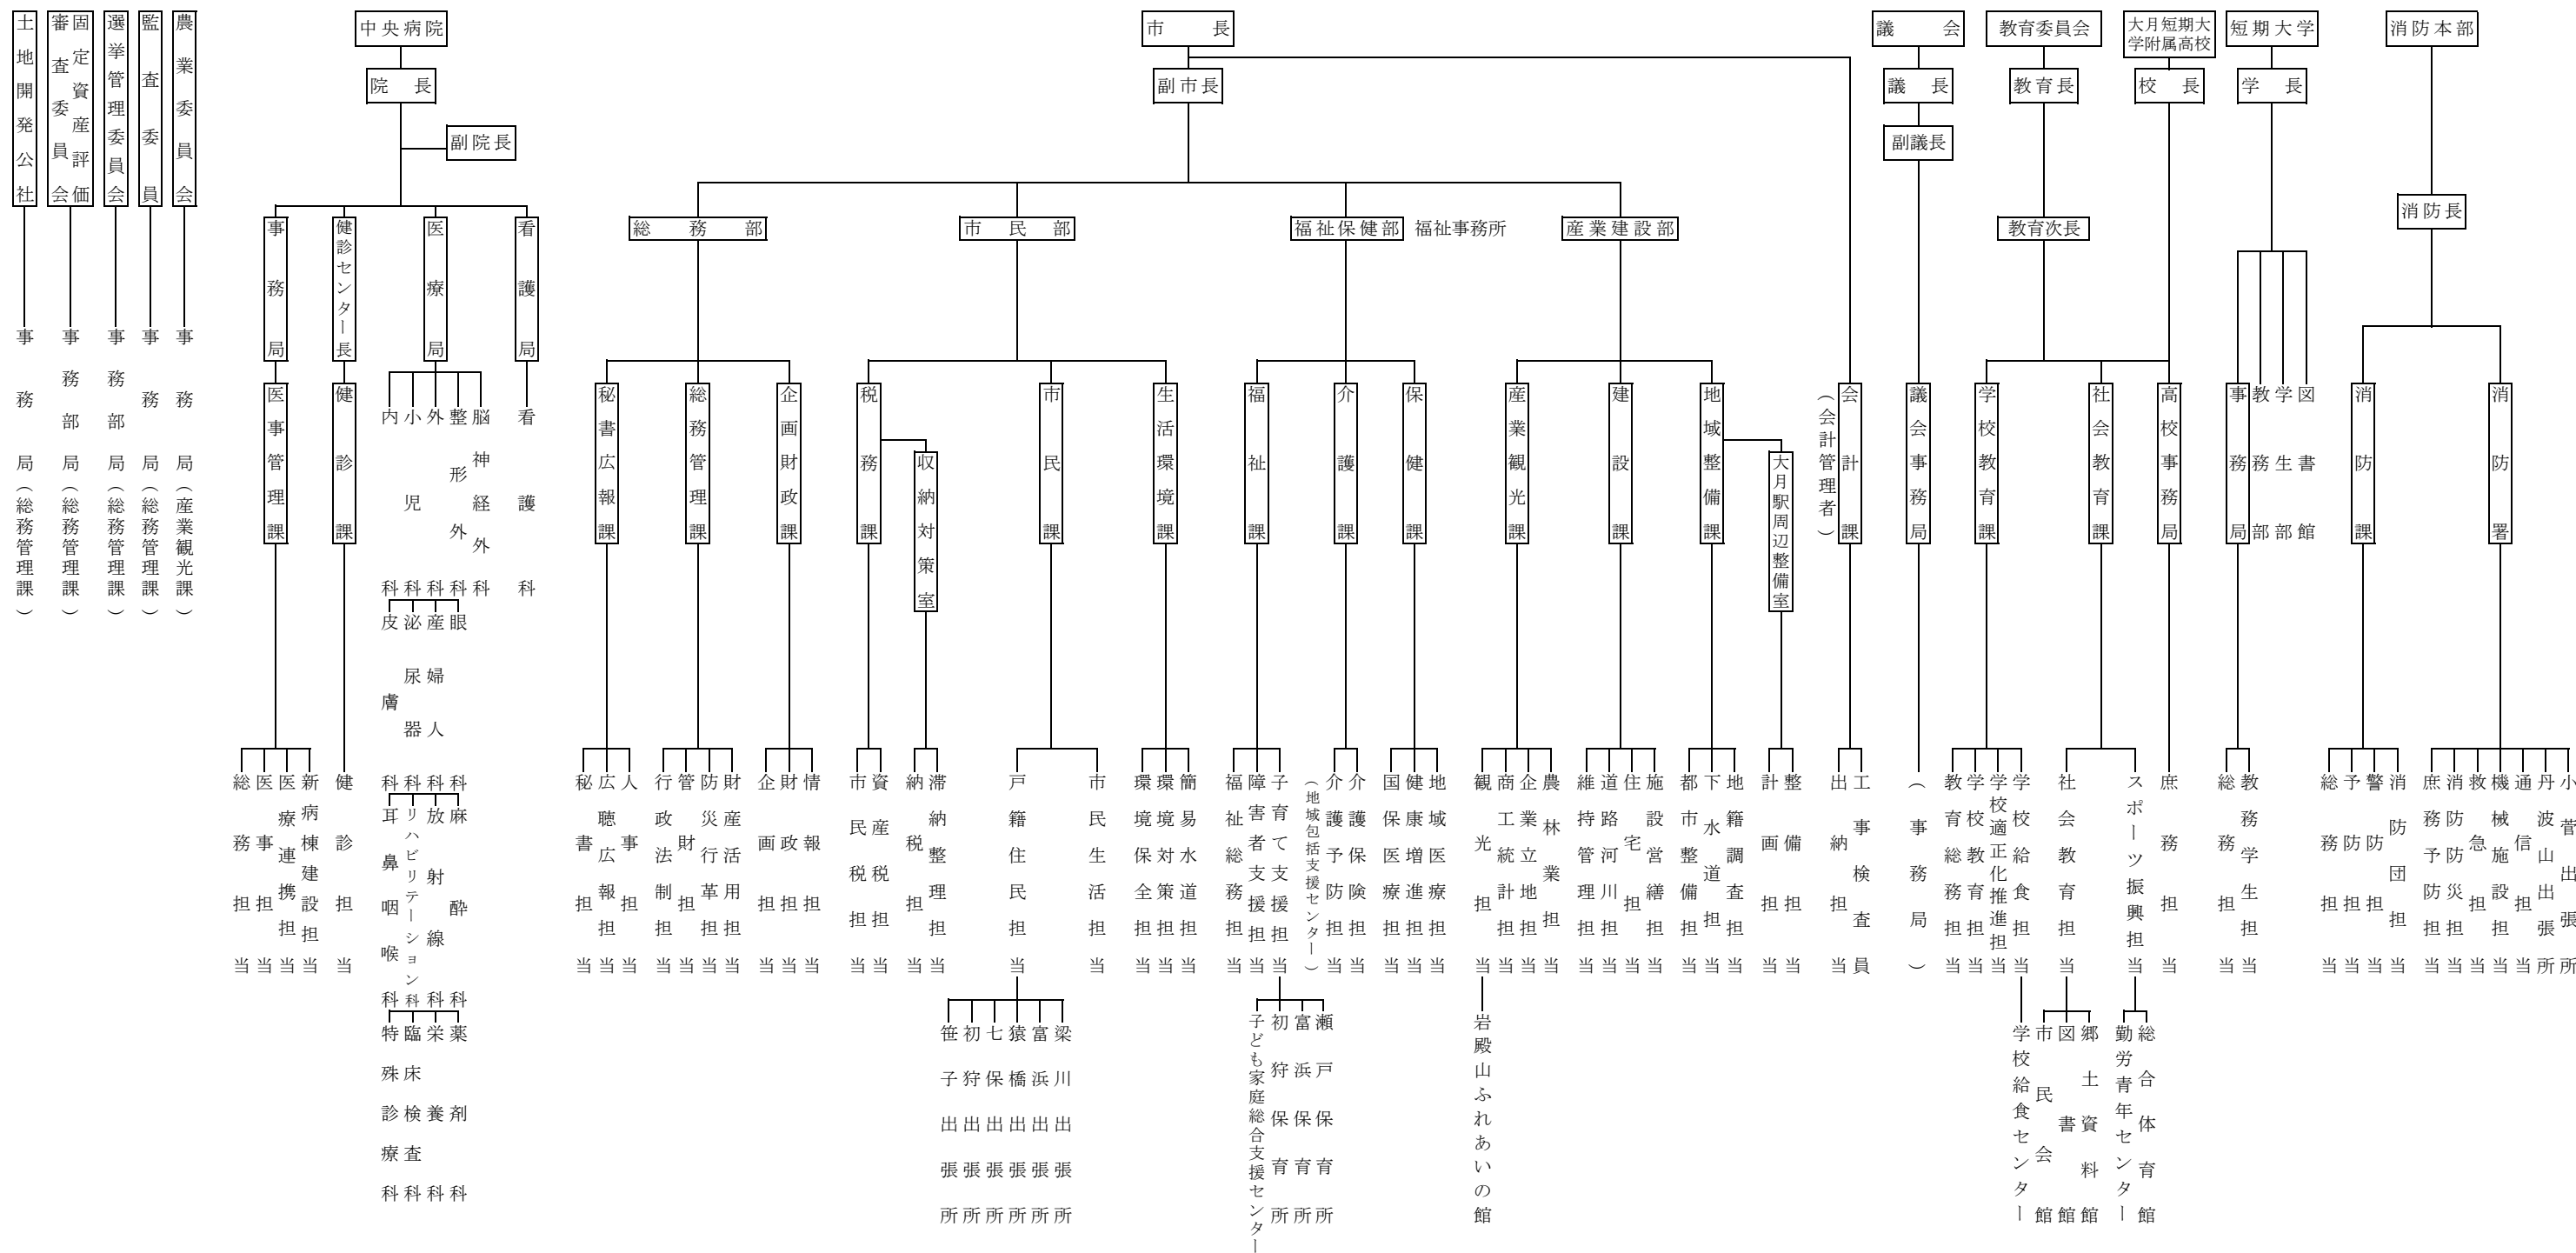 土地開発公社
事務局（総務管理課）
固定資産評価
審査委員会
事務部局（総務管理課）
選挙管理委員会
事務部局（総務管理課）
監査委員
事務局（総務管理課）
農業委員会
事務局（産業観光課）
中央病院
院長
副院長
事務局
医事管理課
総務担当
医事担当
医療連携担当
新病棟建設担当
健診センター長
健診課
健診担当
医療局
内科
小児科
外科
整形外科
脳神経外科
皮膚科
泌尿器科
産婦人科
眼科
耳鼻咽喉科
リハビリテーション科
放射線科
麻酔科
特殊診療科
臨床検査科
栄養科
薬剤科
看護局
看護科
市長
副市長
総務部
秘書広報課
秘書担当
広聴広報担当
人事担当
総務管理課
行政法制担当
管財担当
防災行革担当
財産活用担当
企画財政課
企画担当
財政担当
情報担当
市民部
税務課
市民税担当
資産税担当
収納対策室
納税担当
滞納整理担当
市民課
戸籍住民担当
笹子出張所
初狩出張所
七保出張所
猿橋出張所
富浜出張所
梁川出張所
市民生活担当
生活環境課
環境保全担当
環境対策担当
簡易水道担当
福祉保健部
福祉事務所
福祉課
福祉総務担当
障害者支援担当
子育て支援担当
子ども家庭総合支援センター
初狩保育所
富浜保育所
瀬戸保育所
介護課
（地域包括支援センター）
介護予防担当
介護保険担当
保健課
国保医療担当
健康増進担当
地域医療担当
産業建設部
産業観光課
観光担当
岩殿山ふれあいの館
商工統計担当
企業立地担当
農林業担当
建設課
維持管理担当
道路河川担当
住宅担当
施設営繕担当
地域整備課
都市整備担当
下水道担当
地籍調査担当
大月駅周辺整備室
計画担当
整備担当
会計課
（会計管理者）
出納担当
工事検査員
議会
議長
副議長
議会事務局
（事務局）
教育委員会
教育長
教育次長
学校教育課
教育総務担当
学校教育担当
学校適正化推進担当
学校給食担当
学校給食センター
社会教育課
社会教育担当
市民会館
図書館
郷土資料館
スポーツ振興担当
勤労青年センター
総合体育館
大月短期大
学附属高校
校長
高校事務局
庶務担当
短期大学
学長
事務局
総務担当
教務学生担当
教務部
学生部
図書館
消防本部
消防長
消防課
総務担当
予防担当
警防担当
消防団担当
消防署
庶務予防担当
消防防災担当
救急担当
機械施設担当
通信担当
丹波山出張所
小菅出張所